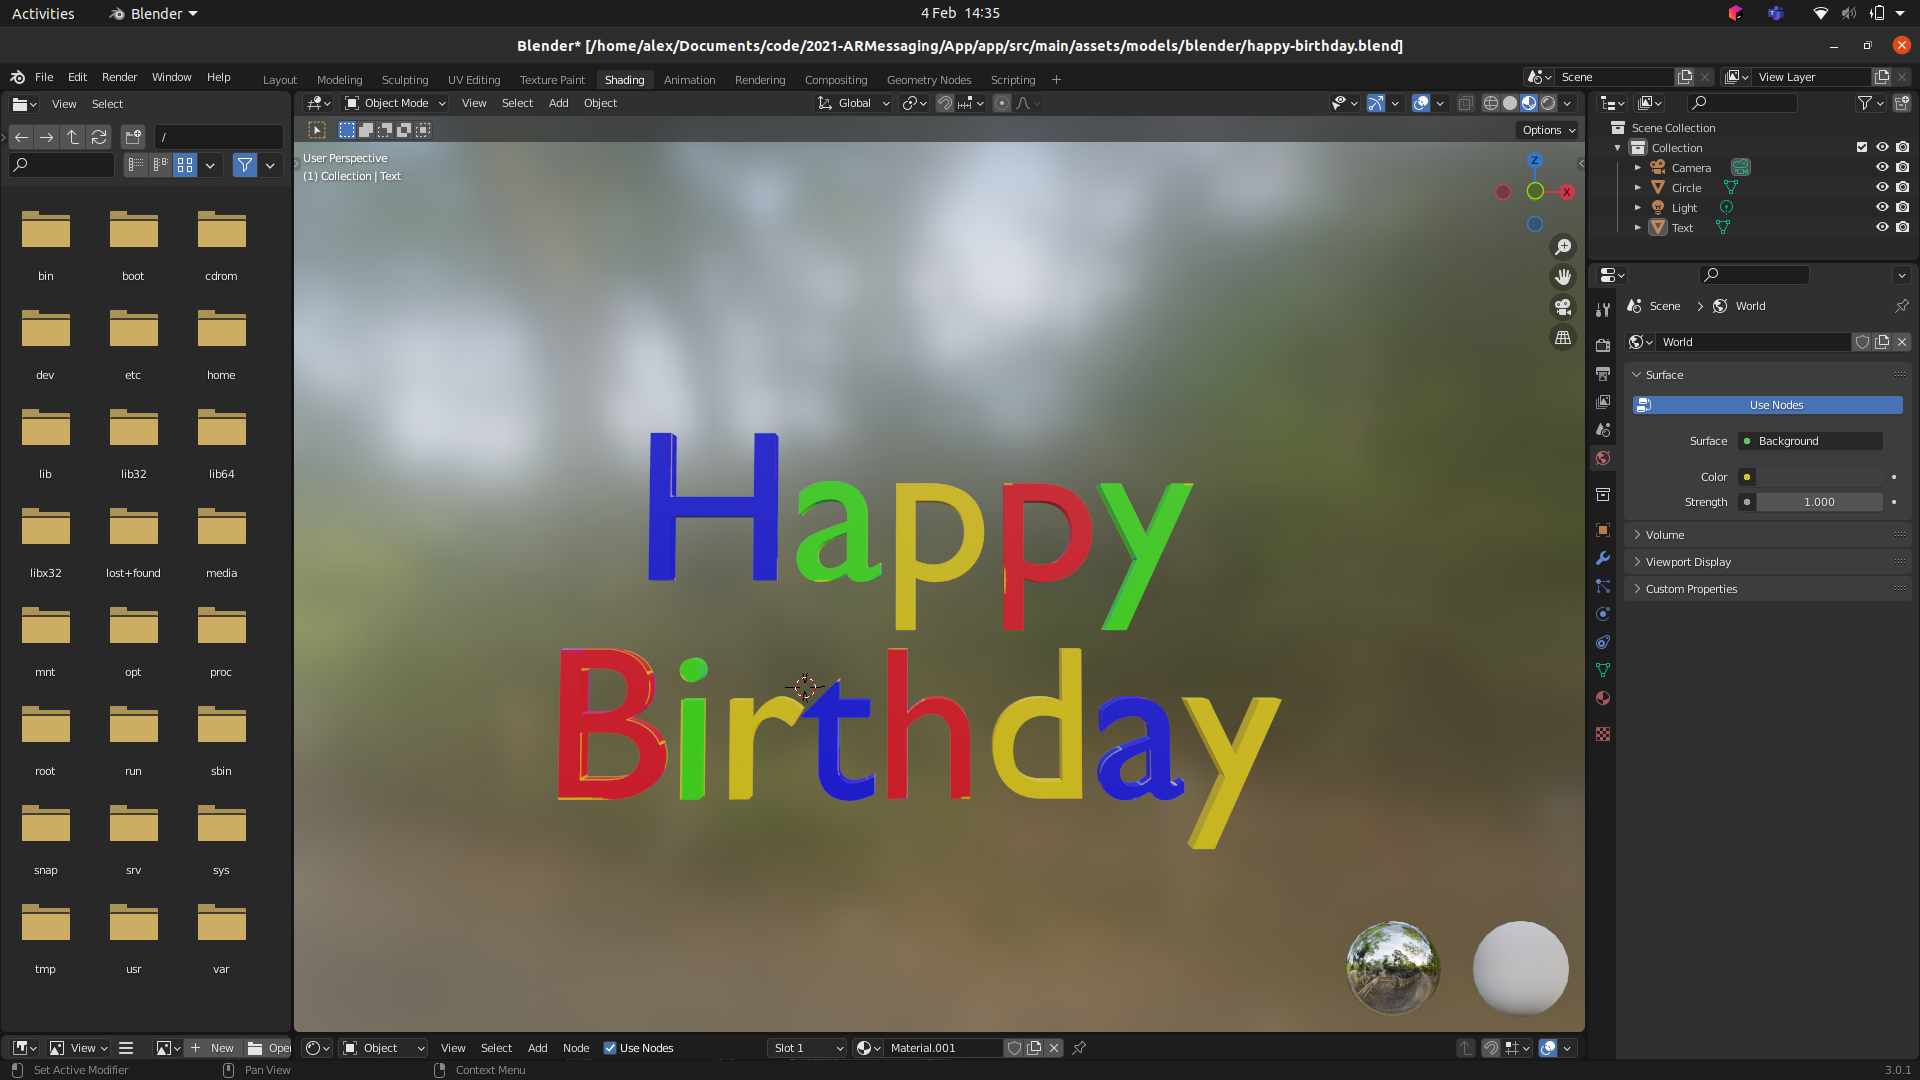 Activities Blender 4 Feb 14:35
Blender* [/home/alex/Documents/code/2021-ARMessaging/App/app/src/main/assets/models/blender/happy-birthday.blend]
File Edit Render Window Help Layout Modeling Sculpting UV Editing Texture Paint Shading Animation Rendering Compositing Geometry Nodes Scripting + Scene View Layer
View Select
/
Object Mode View Select Add Object Global
Options
User Perspective
(1) Collection | Text
Z
X
bin boot cdrom
dev etc home
lib lib32 lib64
libx32 lost+found media
mnt opt proc
root run sbin
snap srv sys
tmp usr var
Happy
Birthday
Scene Collection
Collection
Camera
Circle
Light
Text
Scene > World
World
Surface
Use Nodes
Surface Background
Color
Strength 1.000
Volume
Viewport Display
Custom Properties
View New Open
Object View Select Add Node Use Nodes Slot 1 Material.001
Set Active Modifier Pan View Context Menu 3.0.1